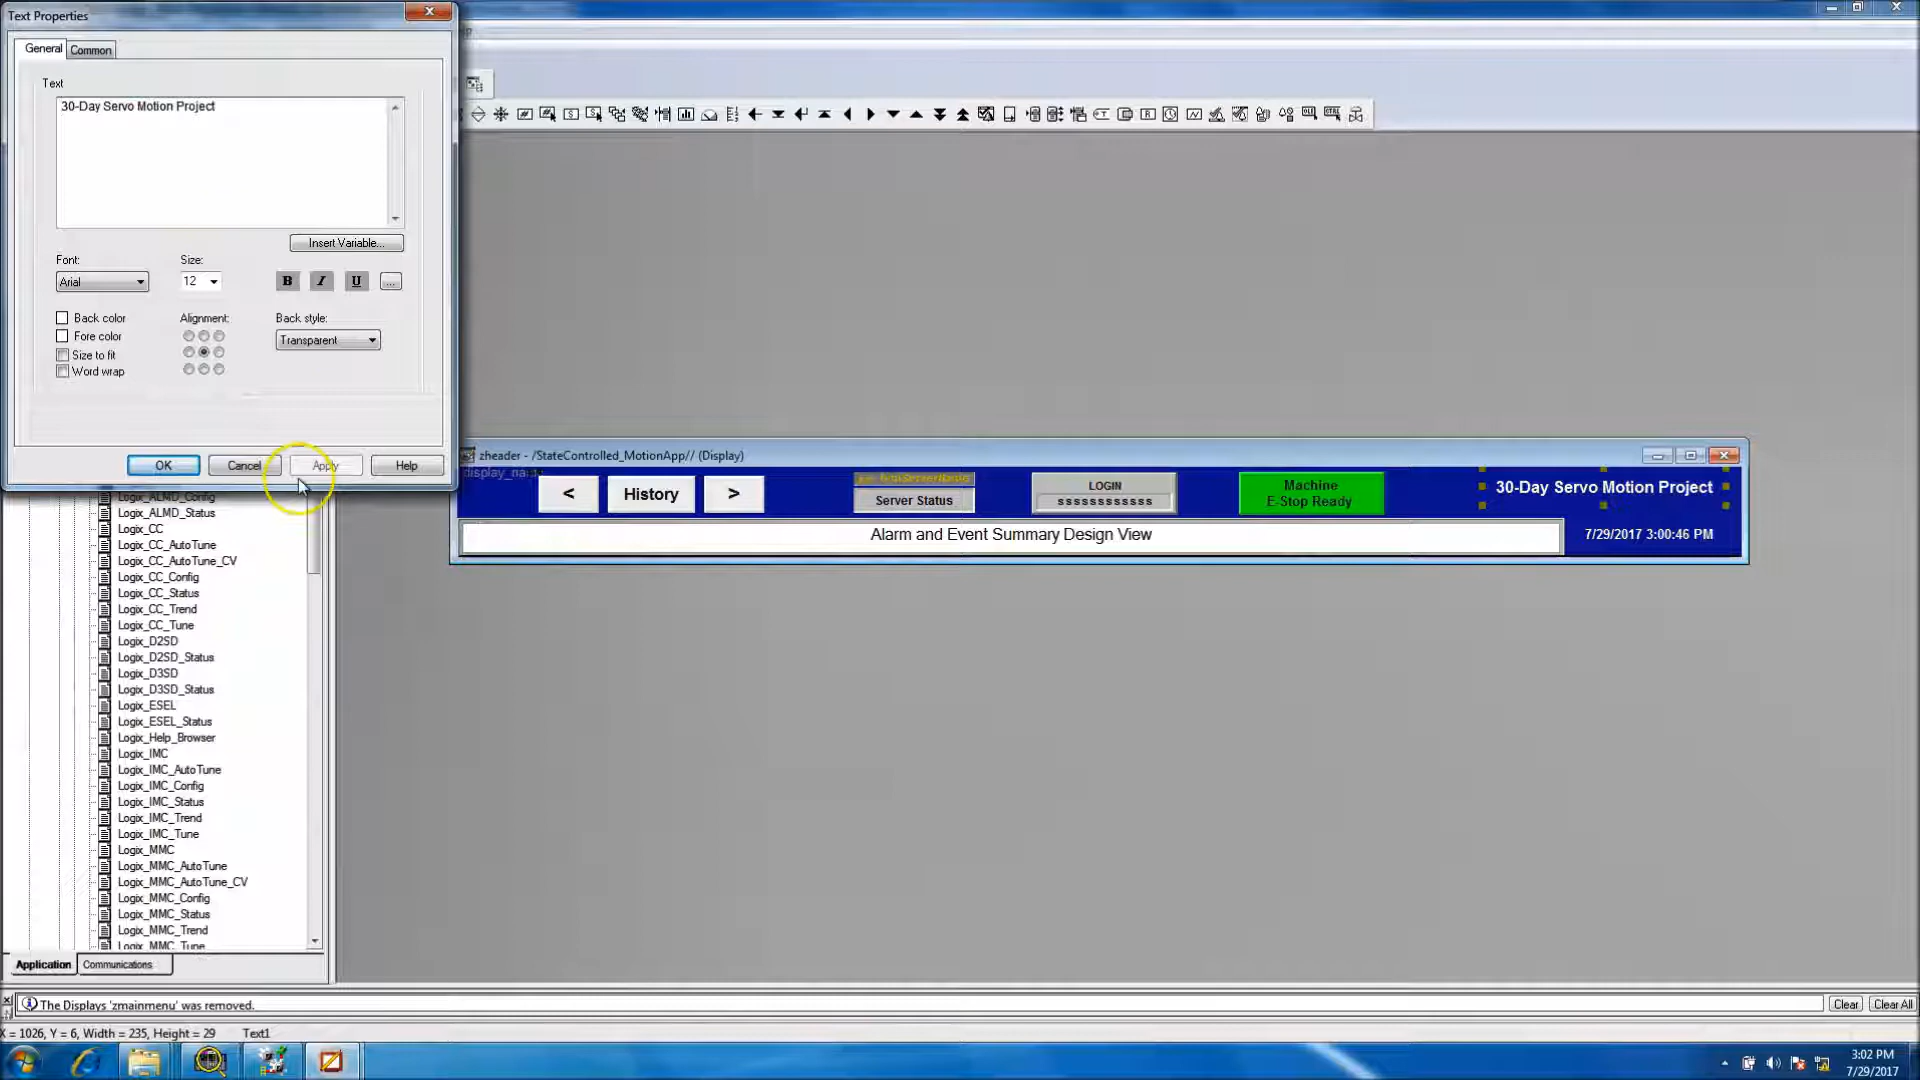 Text Properties
General
Common
Text
30-Day Servo Motion Project
Insert Variable...
Font:
Size:
Arial
12
B
I
U
...
Back color
Alignment:
Back style:
Fore color
Transparent
Size to fit
Word wrap
OK
Cancel
Apply
Help
zheader - /StateControlled_MotionApp// (Display)
display_name
<
History
>
Server Status
LOGIN
ssssssssssss
Machine
E-Stop Ready
30-Day Servo Motion Project
Alarm and Event Summary Design View
7/29/2017 3:00:46 PM
Logix_ALMD_Config
Logix_ALMD_Status
Logix_CC
Logix_CC_AutoTune
Logix_CC_AutoTune_CV
Logix_CC_Config
Logix_CC_Status
Logix_CC_Trend
Logix_CC_Tune
Logix_D2SD
Logix_D2SD_Status
Logix_D3SD
Logix_D3SD_Status
Logix_ESEL
Logix_ESEL_Status
Logix_Help_Browser
Logix_IMC
Logix_IMC_AutoTune
Logix_IMC_Config
Logix_IMC_Status
Logix_IMC_Trend
Logix_IMC_Tune
Logix_MMC
Logix_MMC_AutoTune
Logix_MMC_AutoTune_CV
Logix_MMC_Config
Logix_MMC_Status
Logix_MMC_Trend
Logix_MMC_Tune
Application
Communications
The Displays 'zmainmenu' was removed.
Clear
Clear All
X = 1026, Y = 6, Width = 235, Height = 29
Text1
3:02 PM
7/29/2017